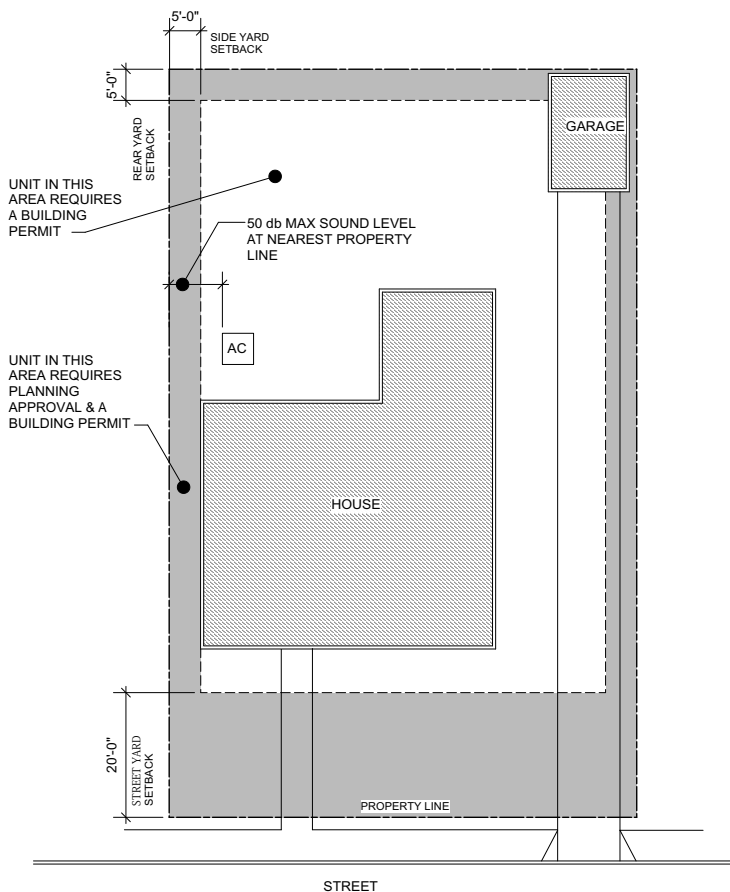 5'-0"
SIDE YARD
SETBACK
5'-0"
REAR YARD
SETBACK
GARAGE
UNIT IN THIS
AREA REQUIRES
A BUILDING
PERMIT
50 db MAX SOUND LEVEL
AT NEAREST PROPERTY
LINE
AC
UNIT IN THIS
AREA REQUIRES
PLANNING
APPROVAL & A
BUILDING PERMIT
HOUSE
20'-0"
STREET YARD
SETBACK
PROPERTY LINE
STREET